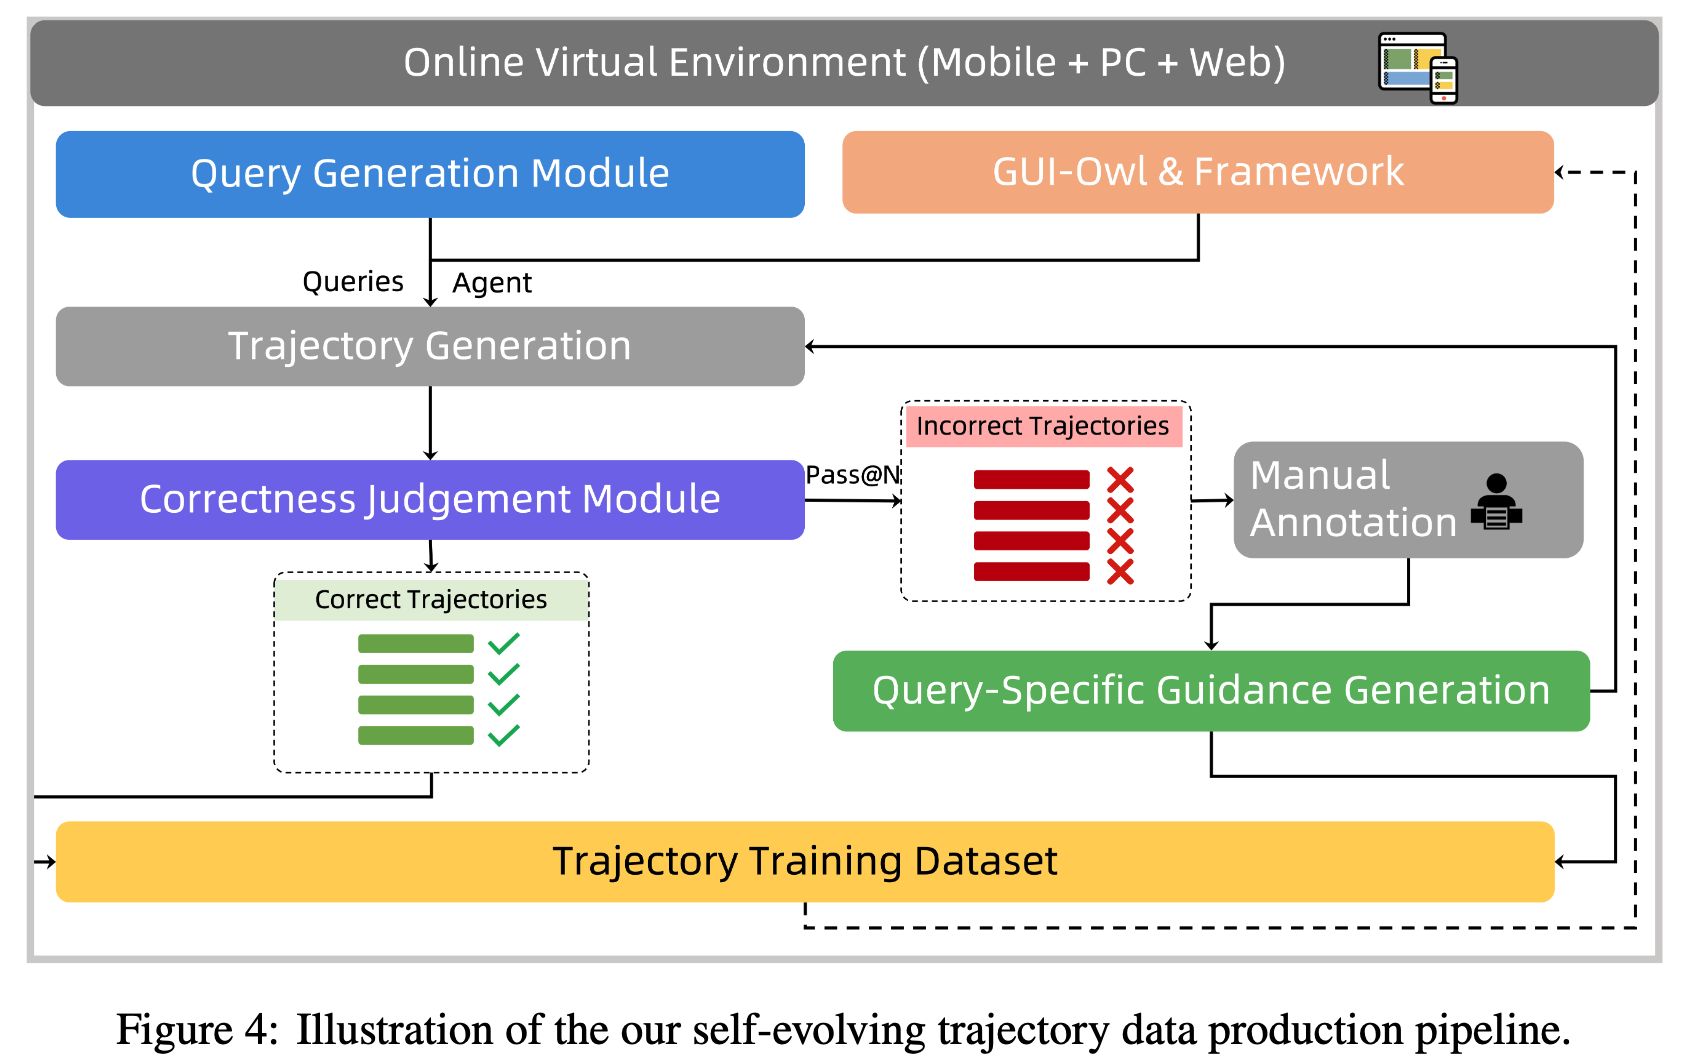 Online Virtual Environment (Mobile + PC + Web)
Query Generation Module
GUI-Owl & Framework
Queries
Agent
Trajectory Generation
Correctness Judgement Module
Pass@N
Incorrect Trajectories
Manual
Annotation
Correct Trajectories
Query-Specific Guidance Generation
Trajectory Training Dataset
Figure 4: Illustration of the our self-evolving trajectory data production pipeline.